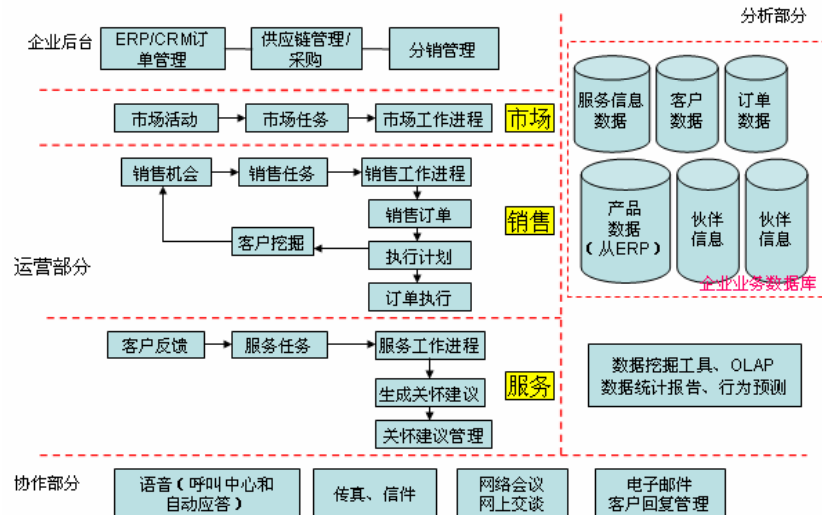 分析部分
企业后台
ERP/CRM订
单管理
供应链管理/
采购
分销管理
服务信息
数据
客户
数据
订单
数据
市场活动
市场任务
市场工作进程
市场
销售机会
销售任务
销售工作进程
销售订单
销售
客户挖掘
执行计划
订单执行
产品
数据
(从ERP)
伙伴
信息
伙伴
信息
企业业务数据库
运营部分
客户反馈
服务任务
服务工作进程
生成关怀建议
服务
关怀建议管理
数据挖掘工具、OLAP
数据统计报告、行为预测
协作部分
语音(呼叫中心和
自动应答)
传真、信件
网络会议
网上交谈
电子邮件
客户回复管理